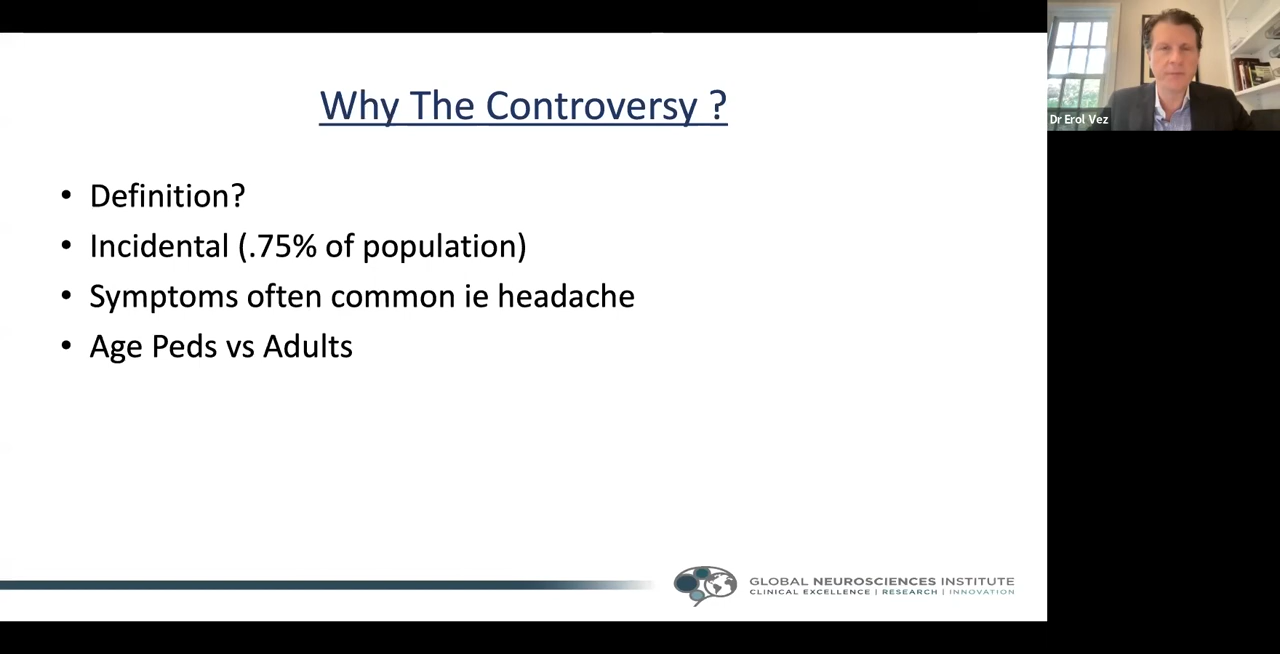 Why The Controversy ?
• Definition?
• Incidental (.75% of population)
• Symptoms often common ie headache
• Age Peds vs Adults
GLOBAL NEUROSCIENCES INSTITUTE
CLINICAL EXCELLENCE | RESEARCH | INNOVATION
Dr Erol Vez